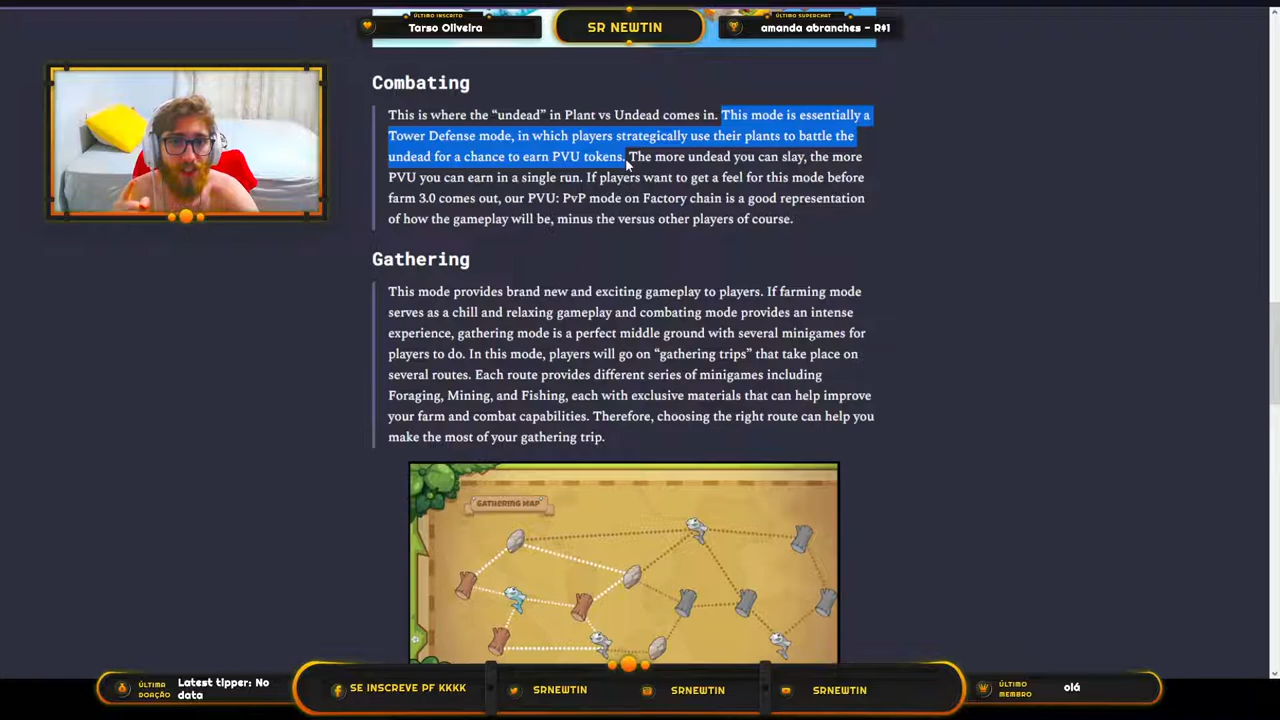 ÚLTIMO INSCRITO
Tarso Oliveira
SR NEWTIN
ÚLTIMO SUPERCHAT
amanda abranches - R$1
Combating
This is where the “undead” in Plant vs Undead comes in. This mode is essentially a
Tower Defense mode, in which players strategically use their plants to battle the
undead for a chance to earn PVU tokens. The more undead you can slay, the more
PVU you can earn in a single run. If players want to get a feel for this mode before
farm 3.0 comes out, our PVU: PvP mode on Factory chain is a good representation
of how the gameplay will be, minus the versus other players of course.
Gathering
This mode provides brand new and exciting gameplay to players. If farming mode
serves as a chill and relaxing gameplay and combating mode provides an intense
experience, gathering mode is a perfect middle ground with several minigames for
players to do. In this mode, players will go on “gathering trips” that take place on
several routes. Each route provides different series of minigames including
Foraging, Mining, and Fishing, each with exclusive materials that can help improve
your farm and combat capabilities. Therefore, choosing the right route can help you
make the most of your gathering trip.
GATHERING MAP
ÚLTIMA
DOAÇÃO
Latest tipper: No
data
SE INSCREVE PF KKKK
SRNEWTIN
SRNEWTIN
SRNEWTIN
ÚLTIMO
MEMBRO
olá